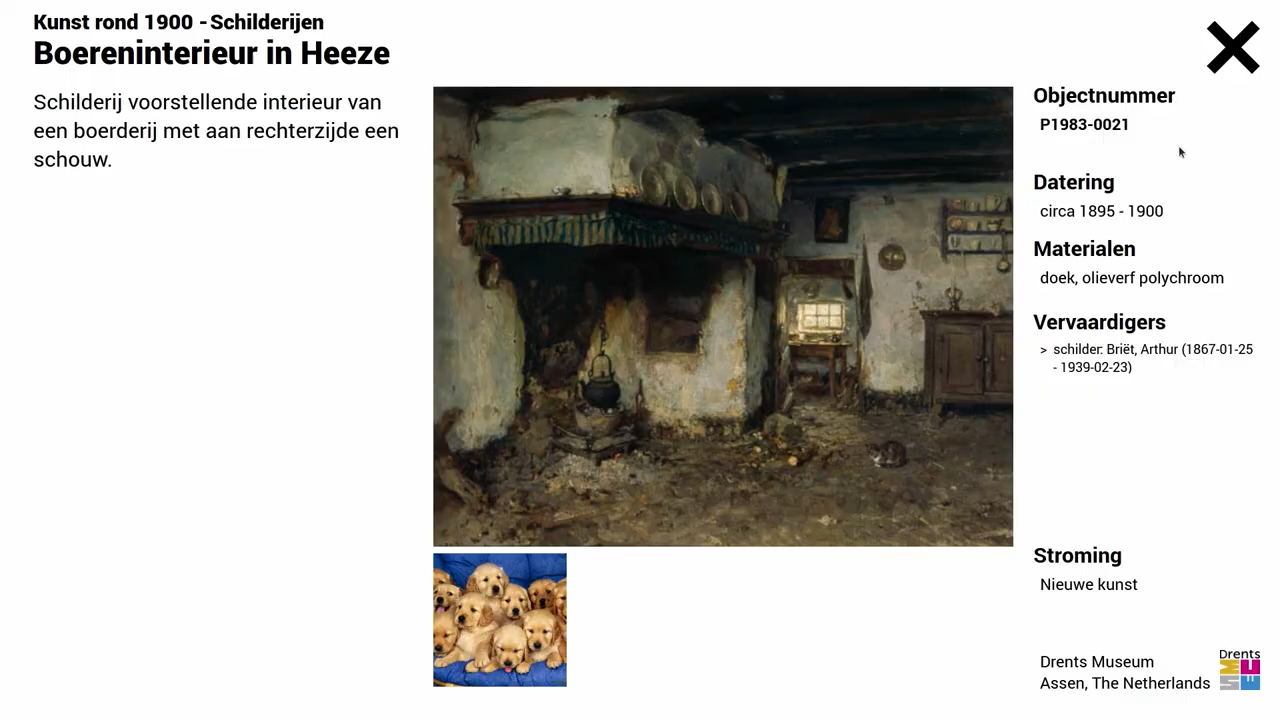 Kunst rond 1900 - Schilderijen
Boereninterieur in Heeze
Schilderij voorstellende interieur van
een boerderij met aan rechterzijde een
schouw.
Objectnummer
P1983-0021
Datering
circa 1895 - 1900
Materialen
doek, olieverf polychroom
Vervaardigers
> schilder: Briët, Arthur (1867-01-25
- 1939-02-23)
Stroming
Nieuwe kunst
Drents Museum
Assen, The Netherlands
Drents